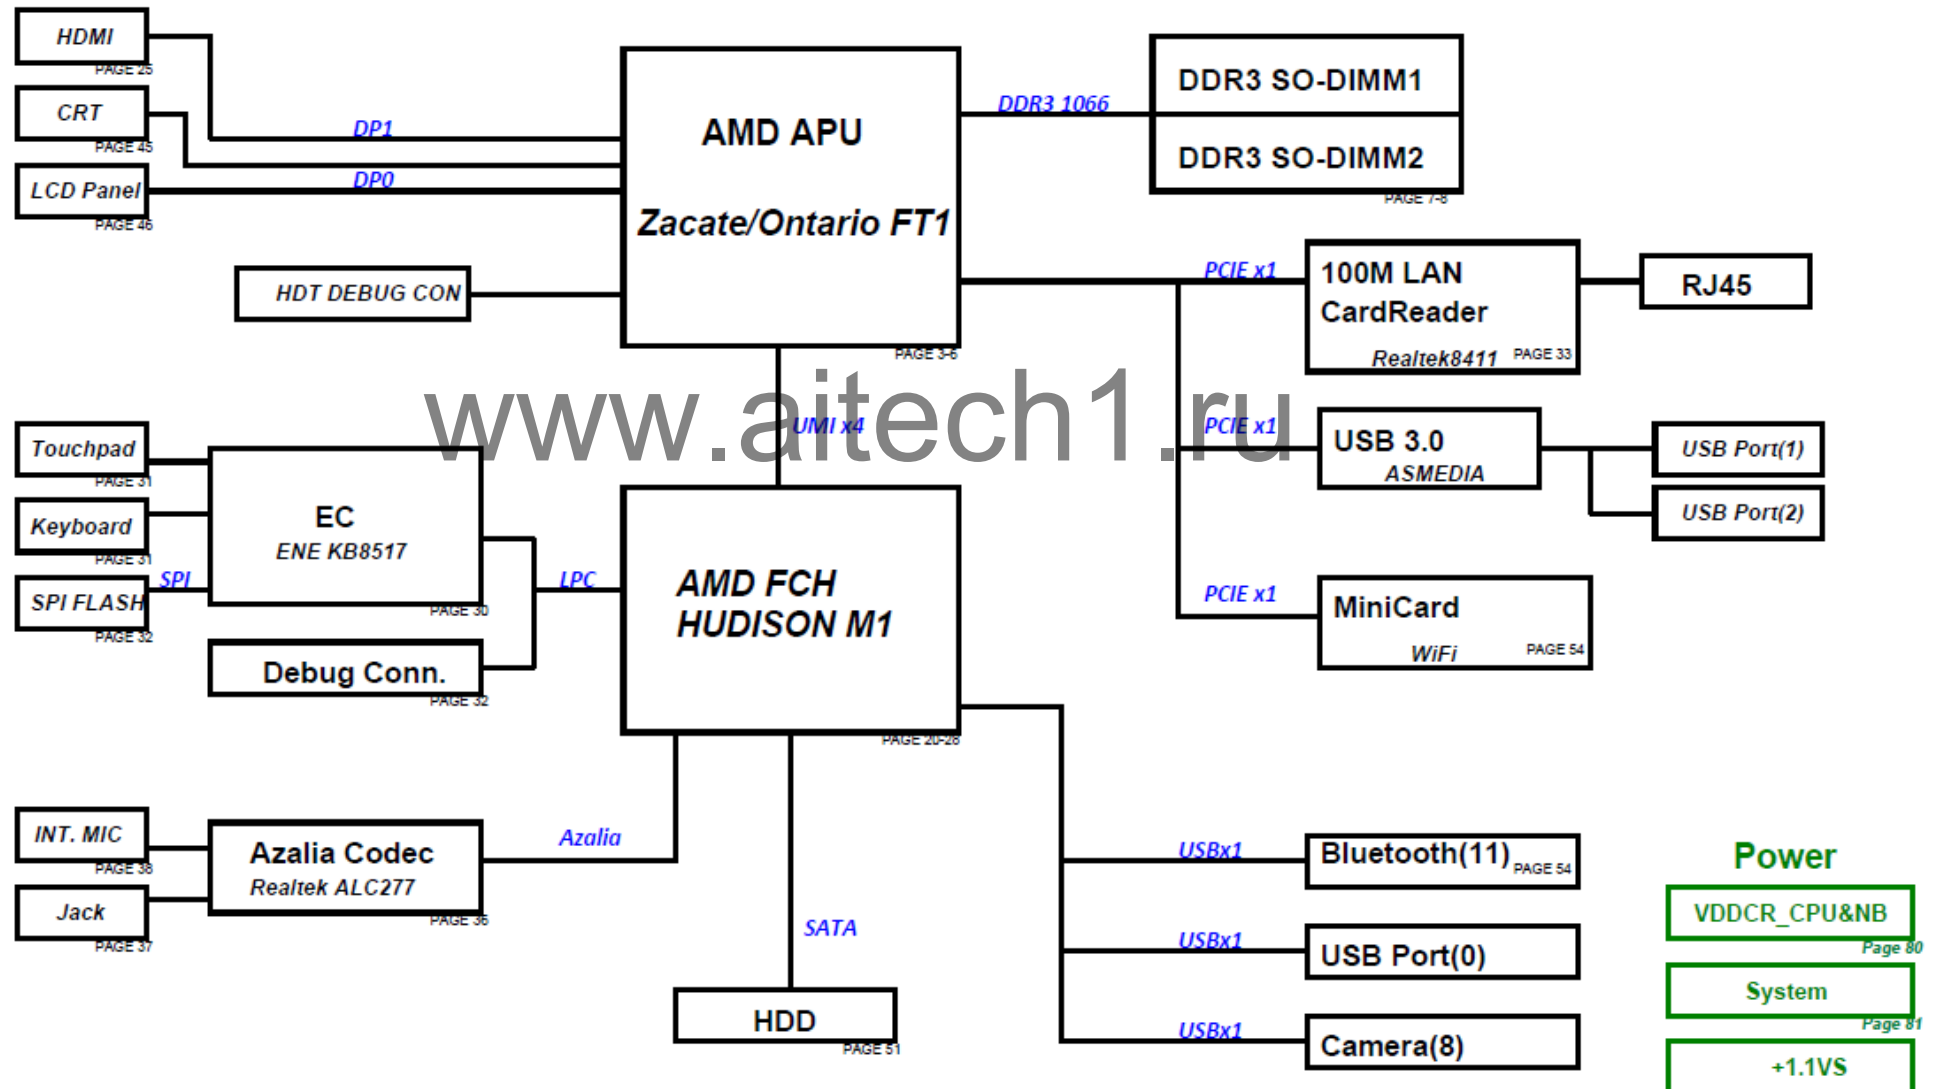 HDMI
PAGE 25
CRT
PAGE 45
LCD Panel
PAGE 46
DP1
DP0
HDT DEBUG CON
AMD APU
Zacate/Ontario FT1
PAGE 3-6
DDR3 1066
DDR3 SO-DIMM1
DDR3 SO-DIMM2
PAGE 7-8
PCIE x1
100M LAN
CardReader
Realtek8411 PAGE 33
RJ45
www.aitech1.ru
UMI x4
PCIE x1
USB 3.0
ASMEDIA
USB Port(1)
USB Port(2)
PCIE x1
MiniCard
WiFi PAGE 54
Touchpad
PAGE 31
Keyboard
PAGE 31
SPI FLASH
PAGE 32
SPI
EC
ENE KB8517
PAGE 30
LPC
Debug Conn.
PAGE 32
AMD FCH
HUDISON M1
PAGE 20-28
INT. MIC
PAGE 38
Jack
PAGE 37
Azalia Codec
Realtek ALC277
PAGE 36
Azalia
SATA
HDD
PAGE 51
USBx1
Bluetooth(11) PAGE 54
USBx1
USB Port(0)
USBx1
Camera(8)
Power
VDDCR_CPU&NB
Page 80
System
Page 81
+1.1VS